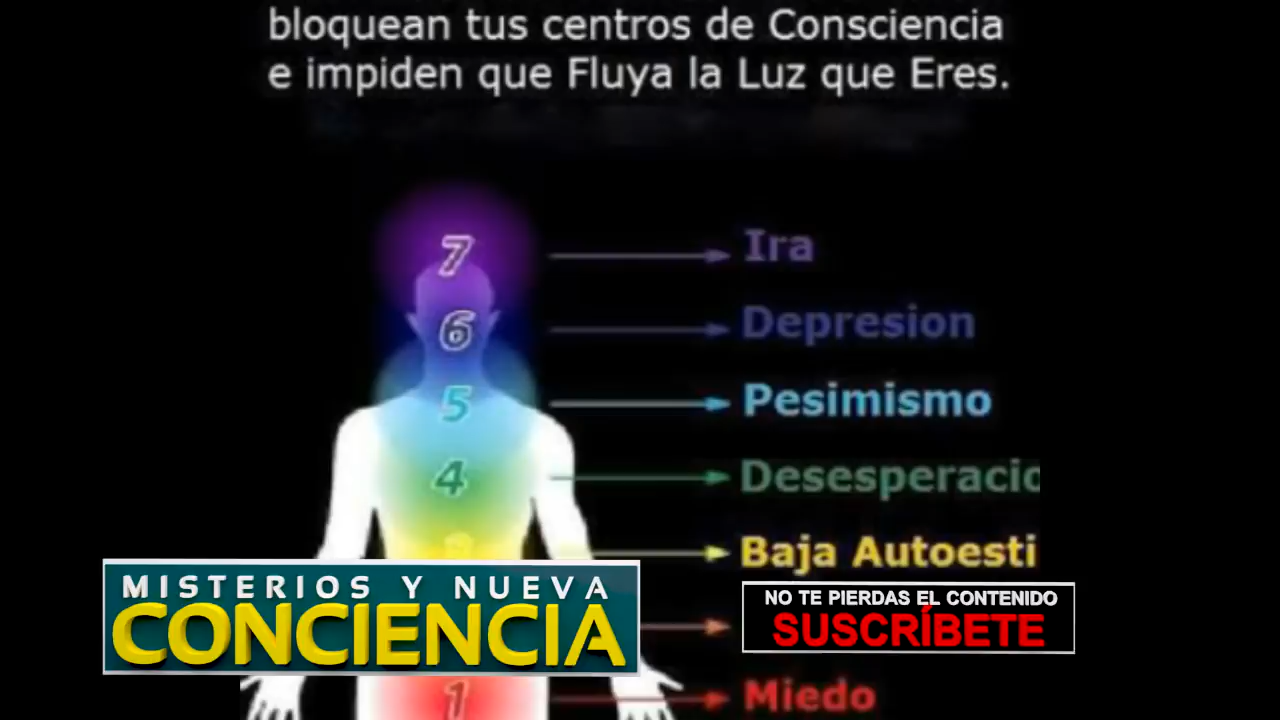 bloquean tus centros de Consciencia
e impiden que Fluya la Luz que Eres.
7 Ira
6 Depresion
5 Pesimismo
4 Desesperacio
Baja Autoesti
MISTERIOS Y NUEVA
CONCIENCIA
NO TE PIERDAS EL CONTENIDO
SUSCRÍBETE
1 Miedo